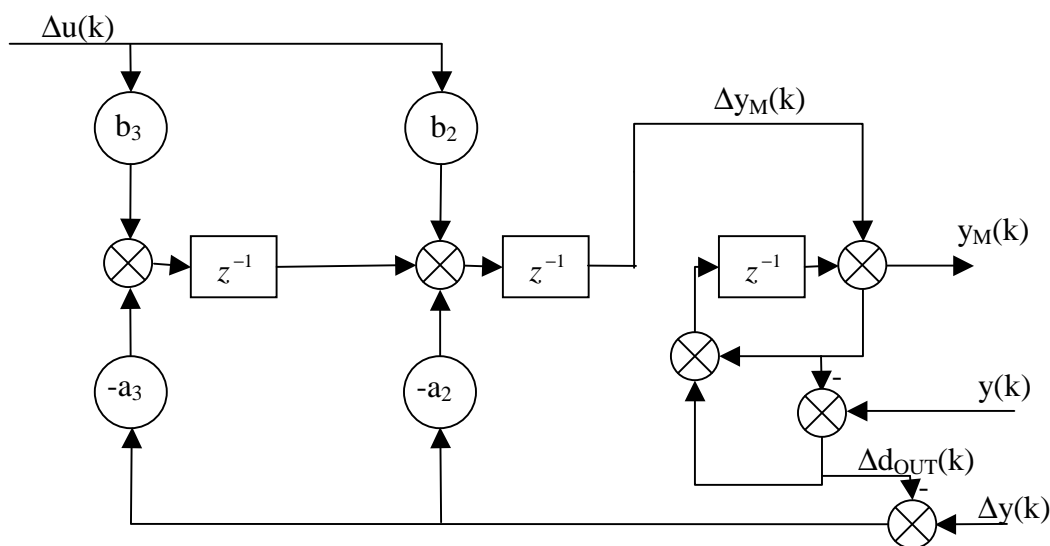 Δu(k)
b₃
b₂
Δy_M(k)
y_M(k)
z⁻¹
z⁻¹
z⁻¹
-a₃
-a₂
-
y(k)
Δd_OUT(k)
-
Δy(k)